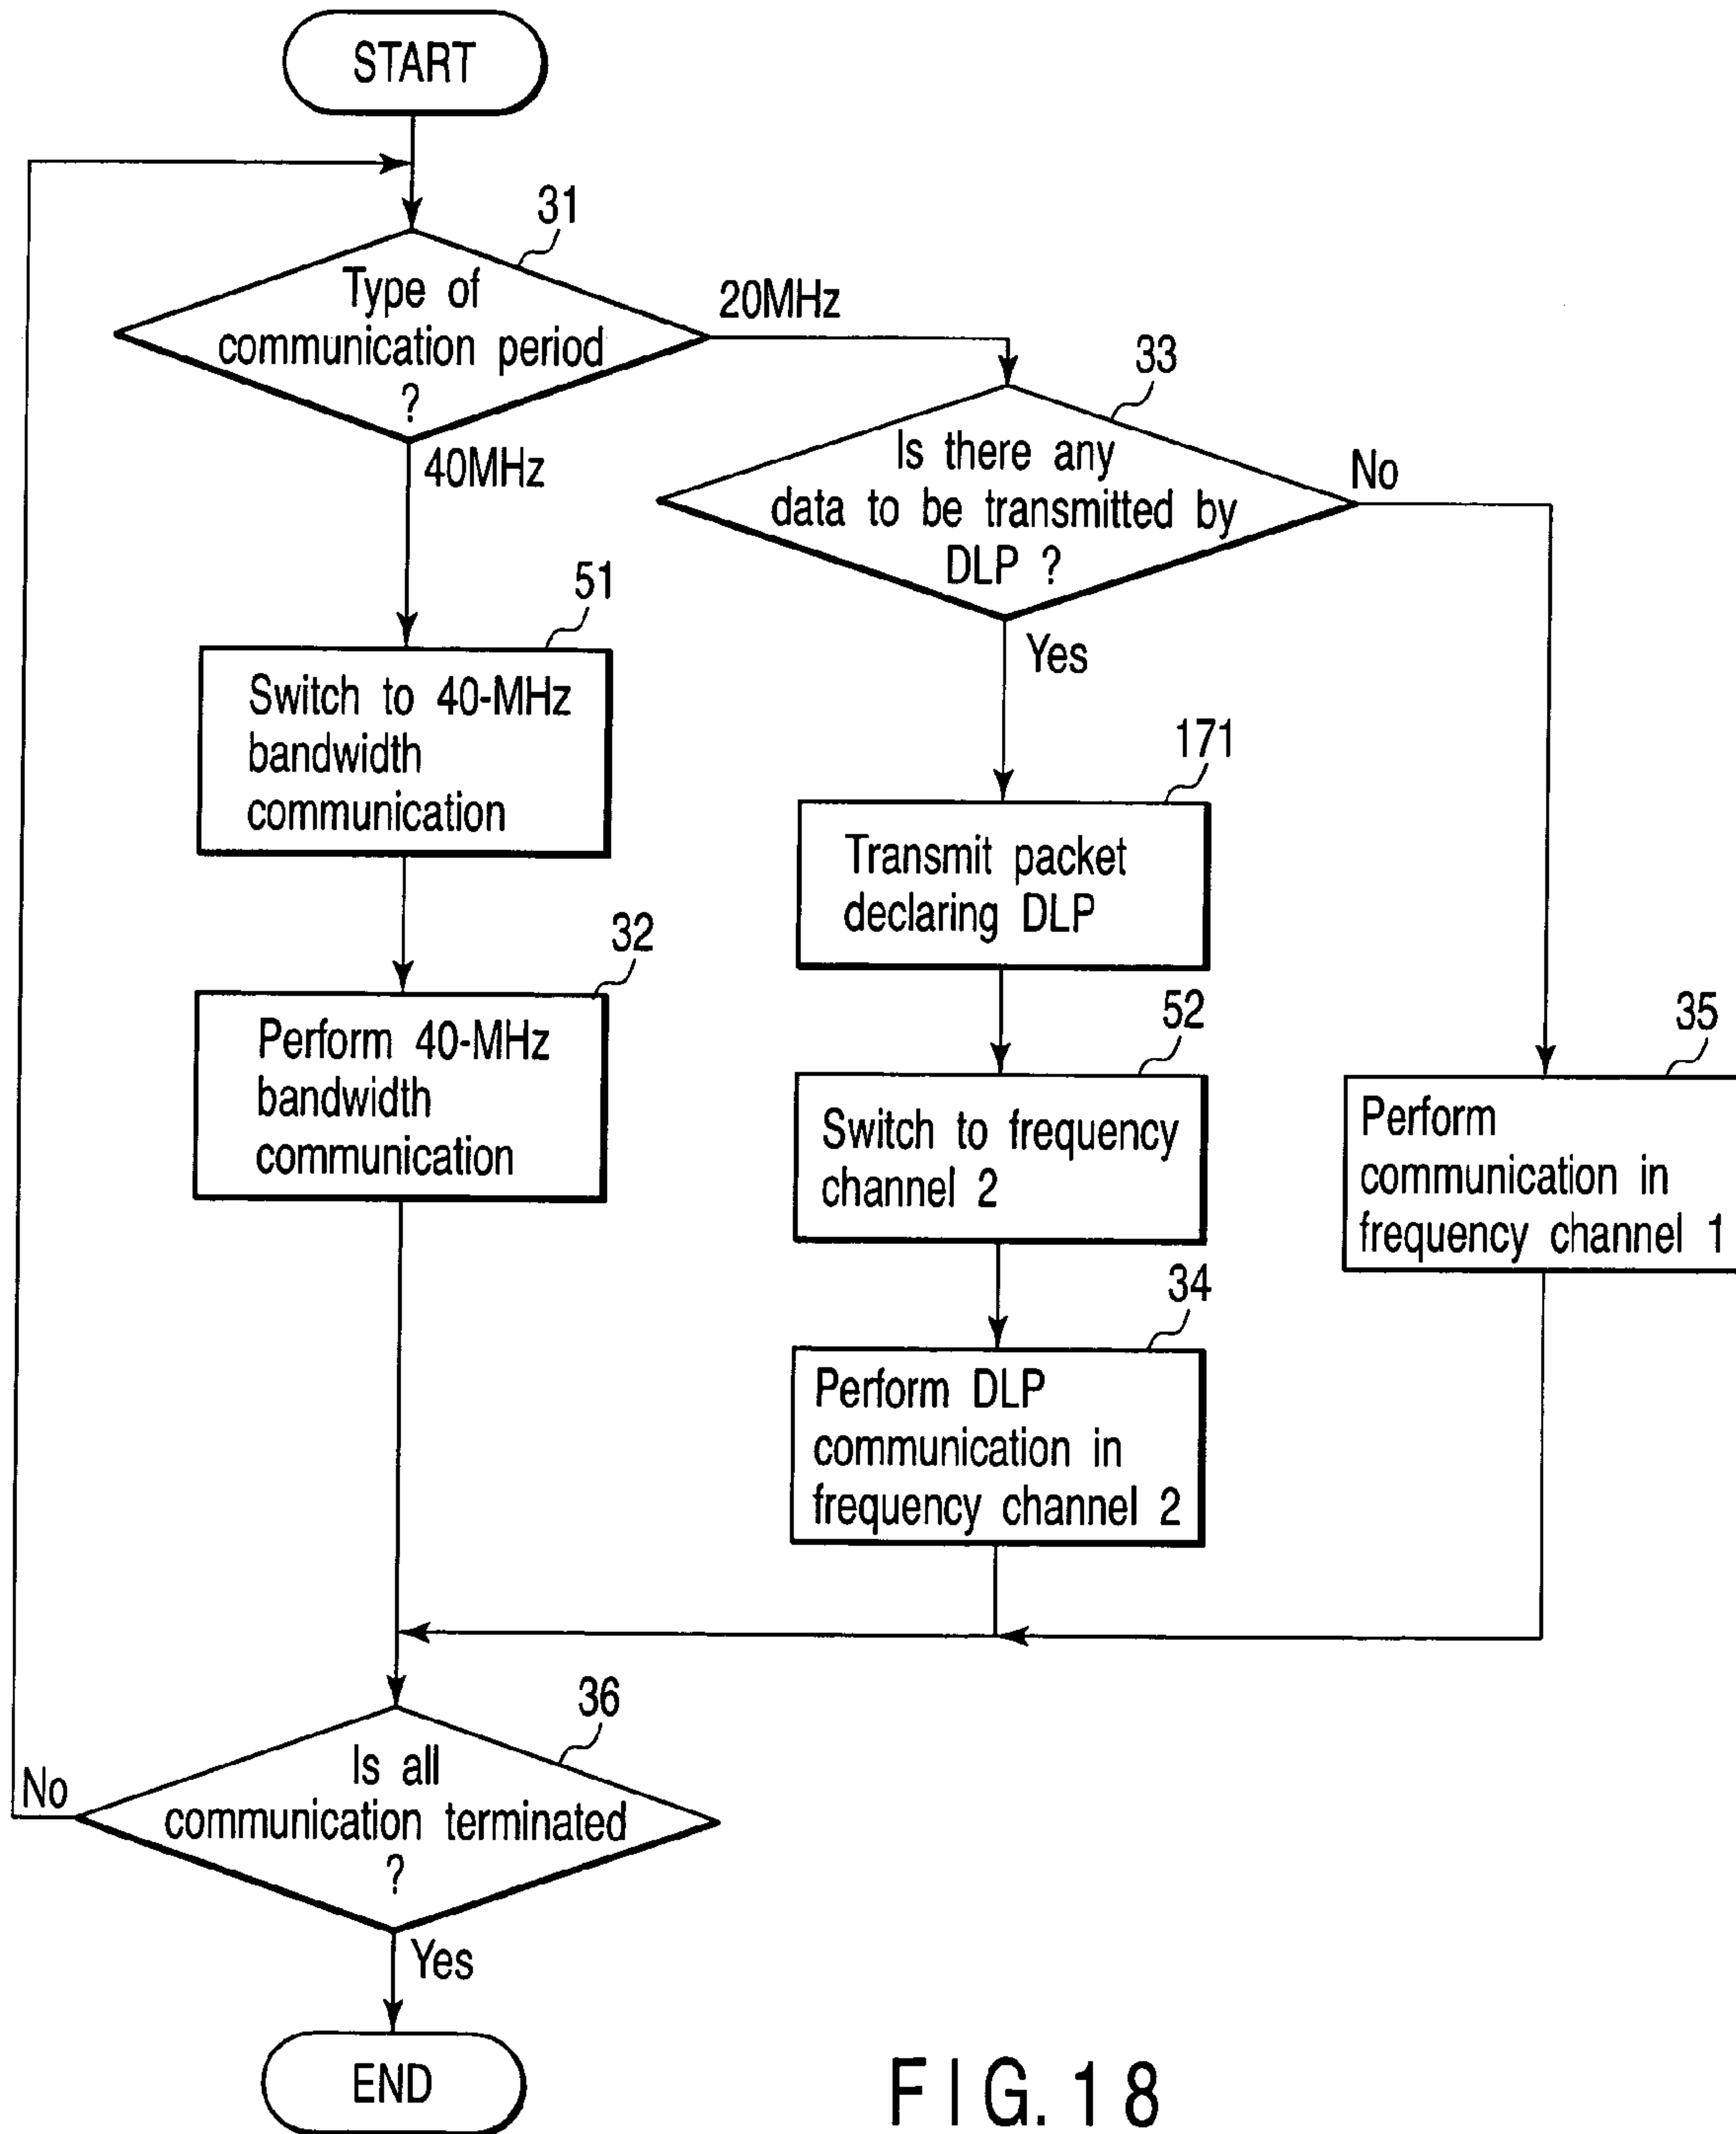 START
31
Type of
communication period
?
20MHz
40MHz
33
Is there any
data to be transmitted by
DLP ?
No
Yes
51
Switch to 40-MHz
bandwidth
communication
171
Transmit packet
declaring DLP
32
Perform 40-MHz
bandwidth
communication
52
Switch to frequency
channel 2
35
Perform
communication in
frequency channel 1
34
Perform DLP
communication in
frequency channel 2
36
Is all
communication terminated
?
No
Yes
END
FIG. 18